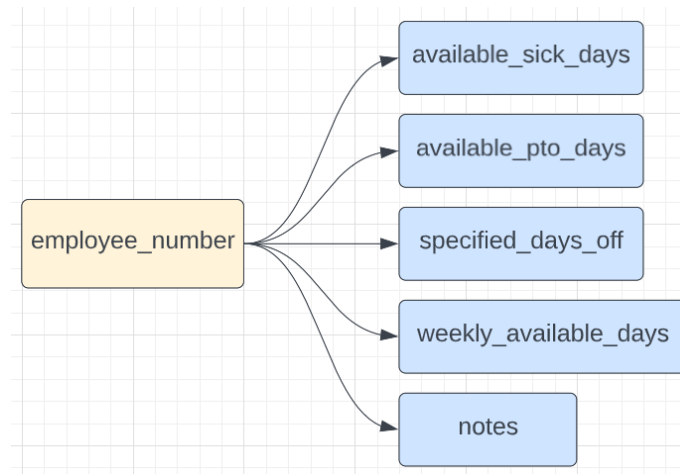 available_sick_days
available_pto_days
employee_number
specified_days_off
weekly_available_days
notes